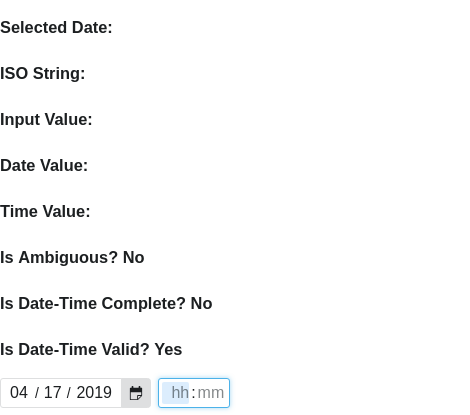 Selected Date:
ISO String:
Input Value:
Date Value:
Time Value:
Is Ambiguous? No
Is Date-Time Complete? No
Is Date-Time Valid? Yes
04 / 17 / 2019 hh:mm